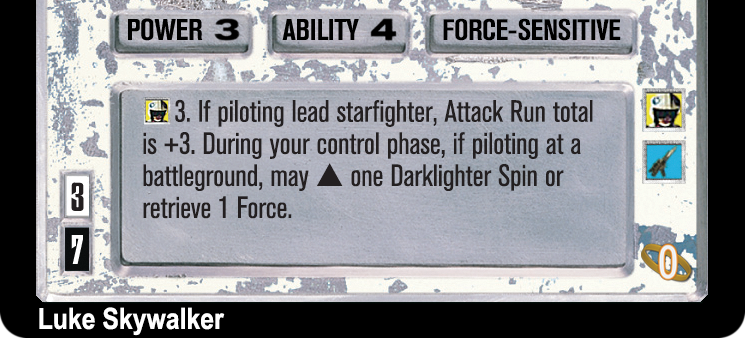 POWER 3 ABILITY 4 FORCE-SENSITIVE
3. If piloting lead starfighter, Attack Run total
is +3. During your control phase, if piloting at a
battleground, may ▲ one Darklighter Spin or
retrieve 1 Force.
3
7
0
Luke Skywalker